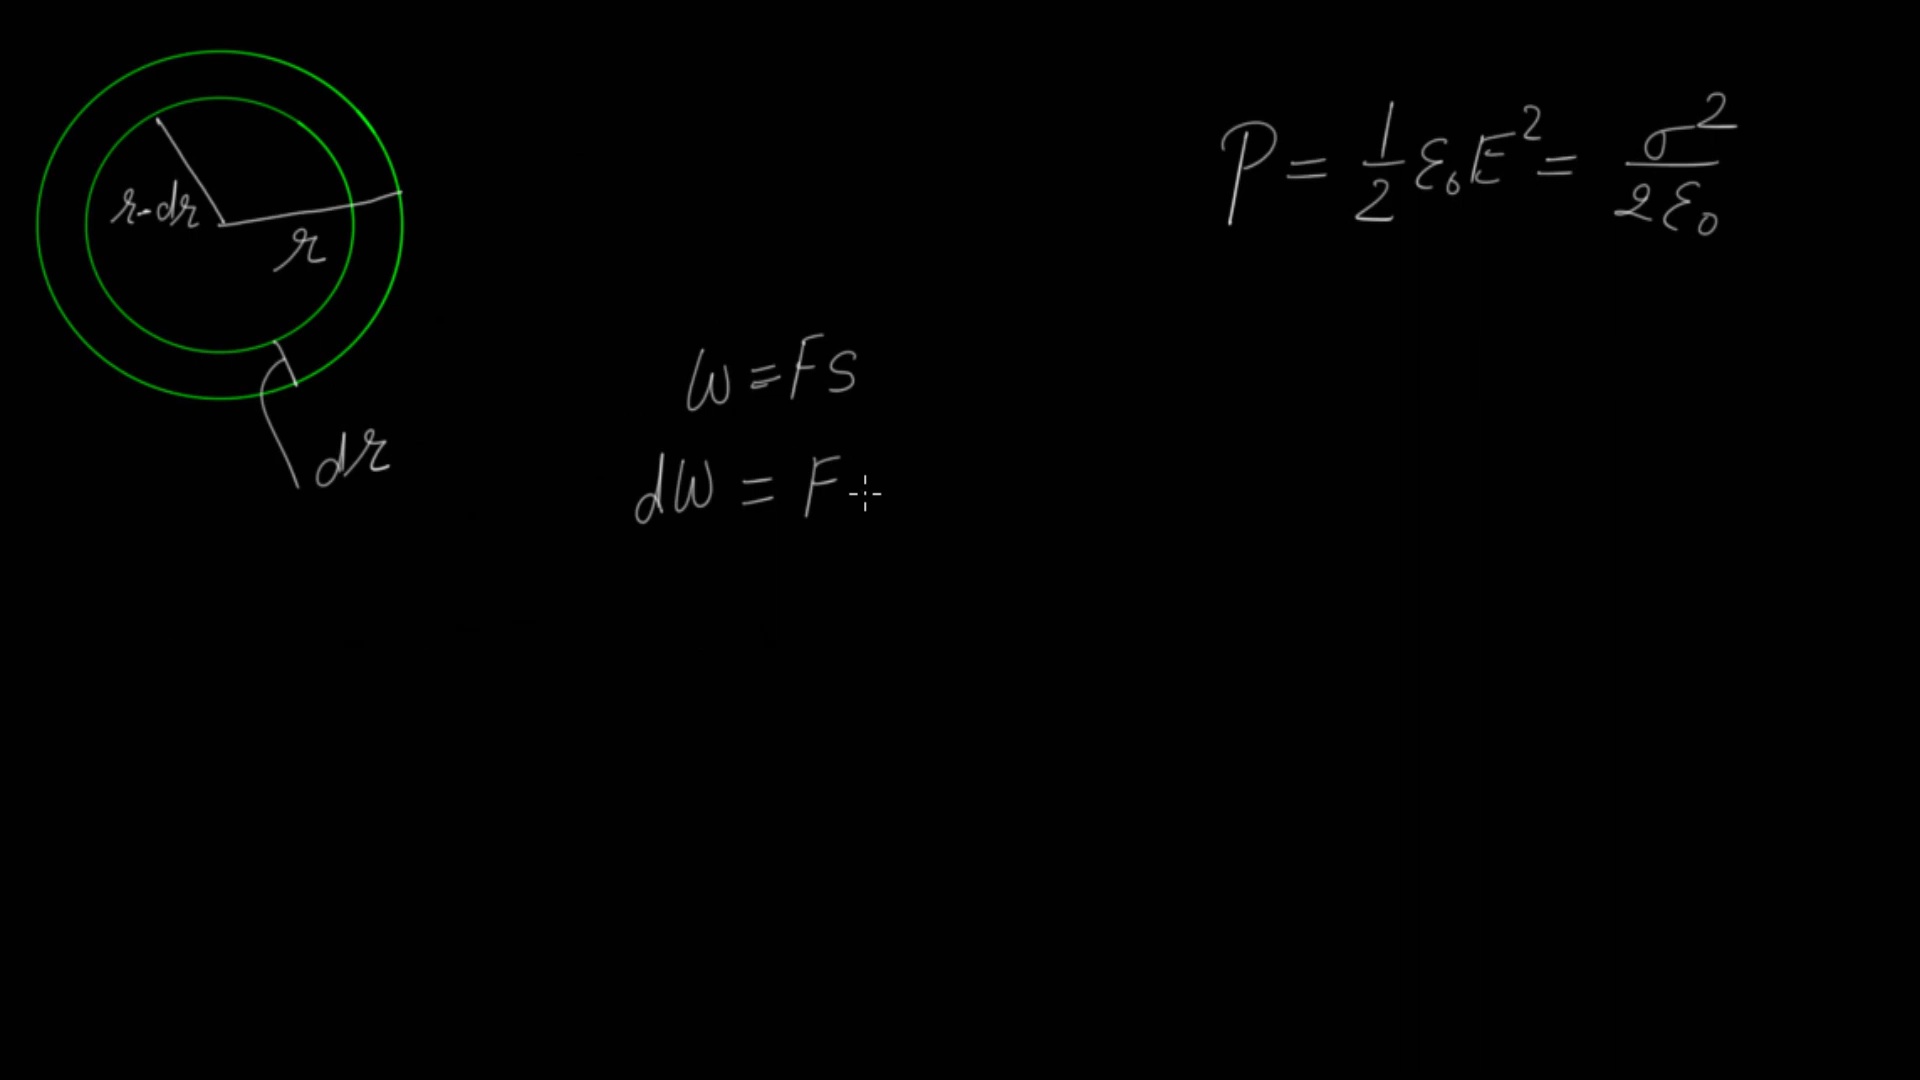 r-dr
r
dr
P = 1/2 ε₀E² = σ²/2ε₀
W = FS
dW = F